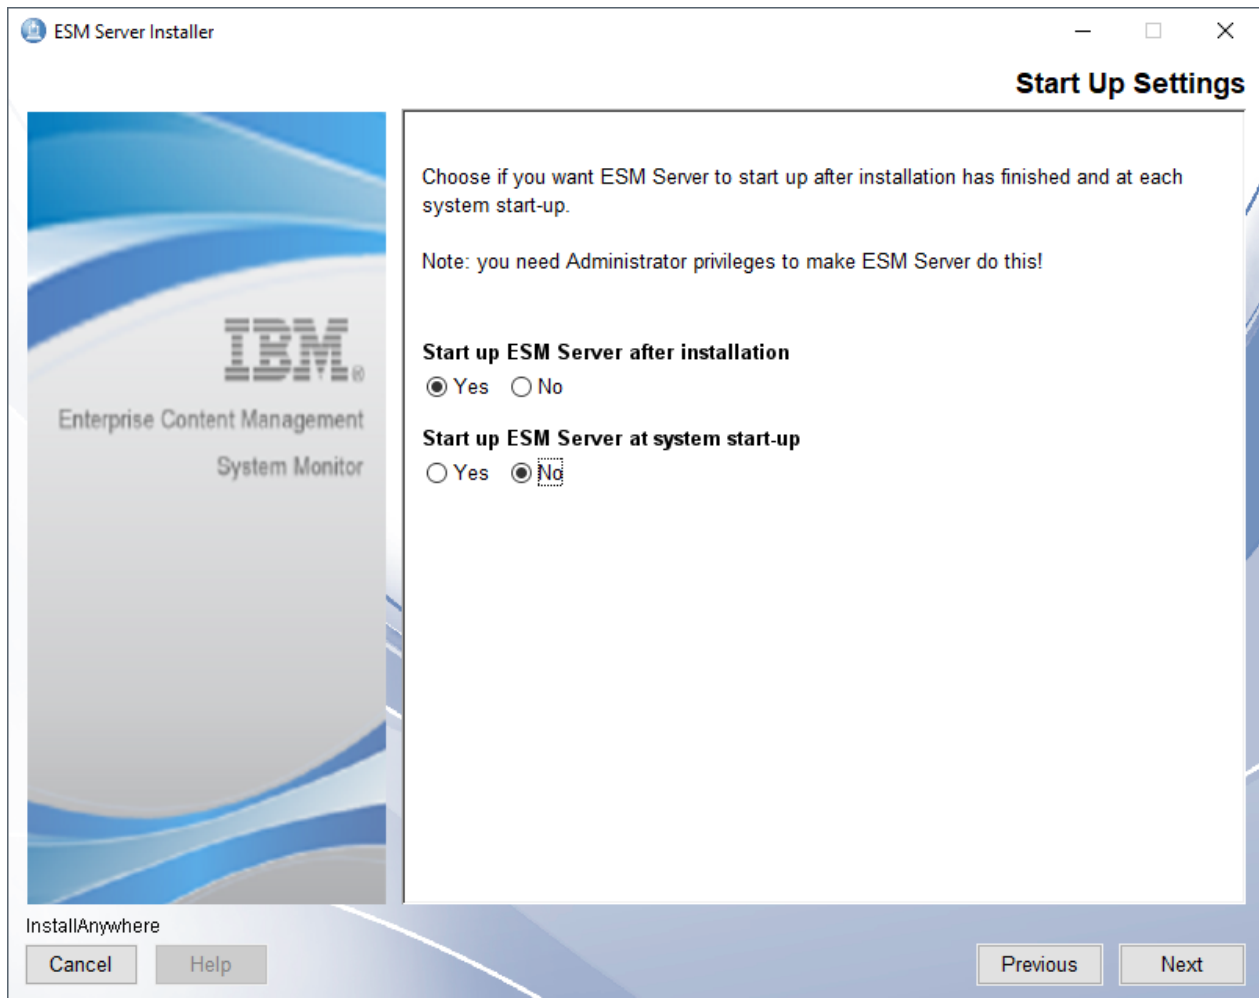 ESM Server Installer
Start Up Settings
IBM®
Enterprise Content Management
System Monitor
Choose if you want ESM Server to start up after installation has finished and at each
system start-up.
Note: you need Administrator privileges to make ESM Server do this!
Start up ESM Server after installation
Yes No
Start up ESM Server at system start-up
Yes No
InstallAnywhere
Cancel Help Previous Next